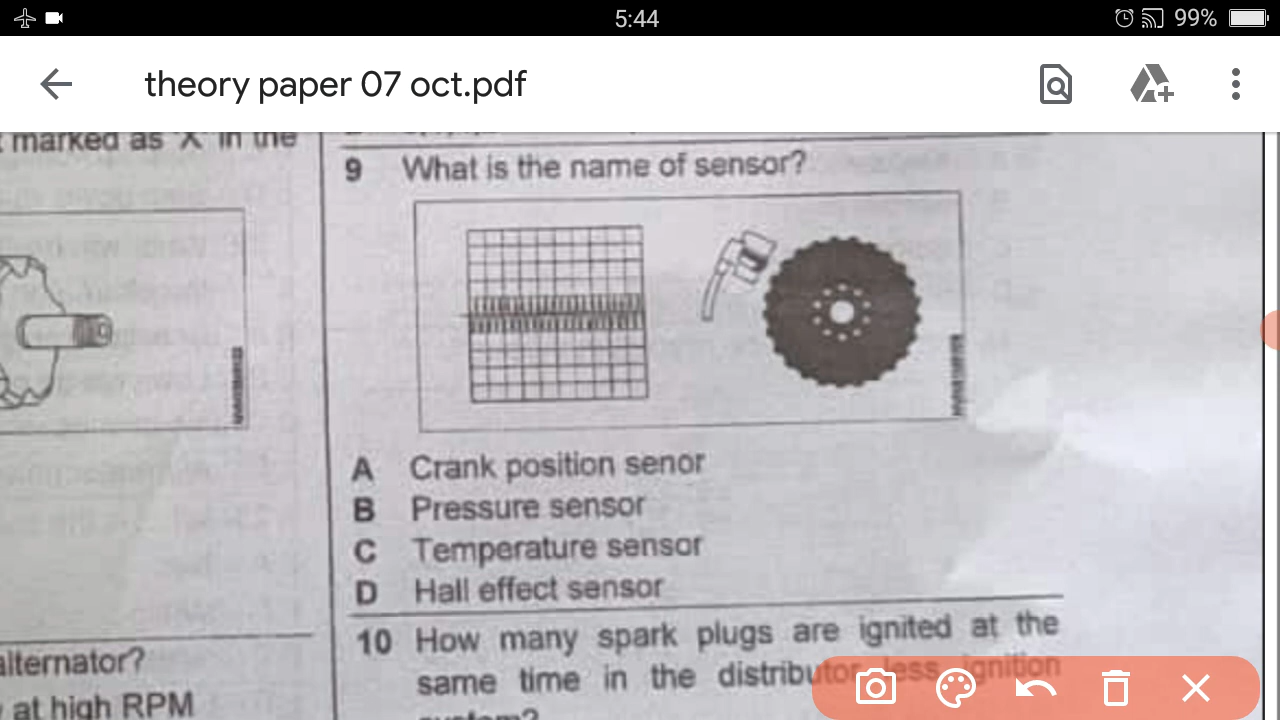 5:44
99%
theory paper 07 oct.pdf
marked as 'X' in the
9 What is the name of sensor?
A Crank position senor
B Pressure sensor
C Temperature sensor
D Hall effect sensor
10 How many spark plugs are ignited at the
same time in the distributor less ignition
system?
alternator?
at high RPM